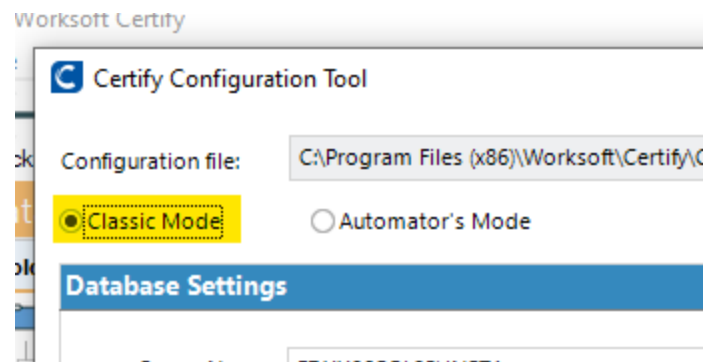 Worksoft Certify
Certify Configuration Tool
Configuration file: C:\Program Files (x86)\Worksoft\Certify\C
Classic Mode Automator's Mode
Database Settings